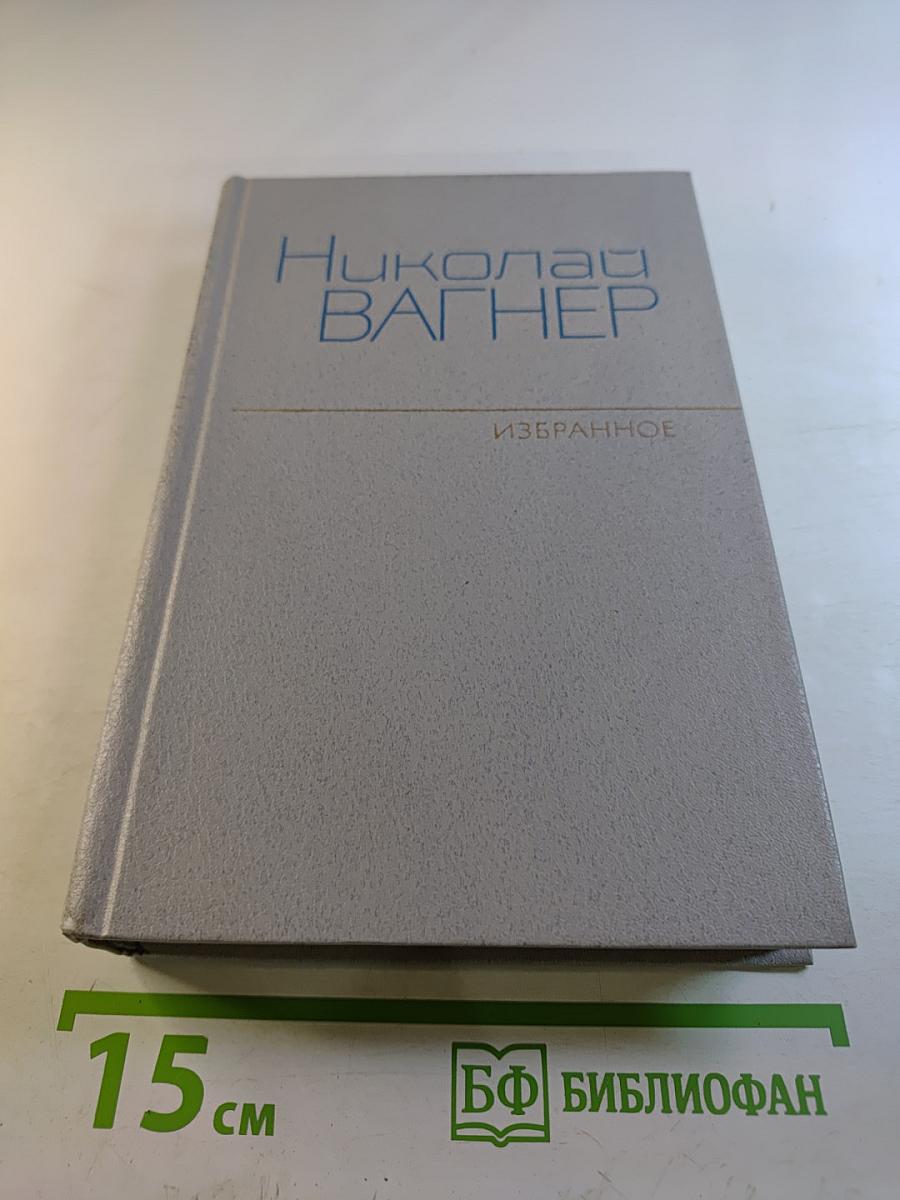 Николай
ВАГНЕР
ИЗБРАННОЕ
15 см
БФ БИБЛИОФАН